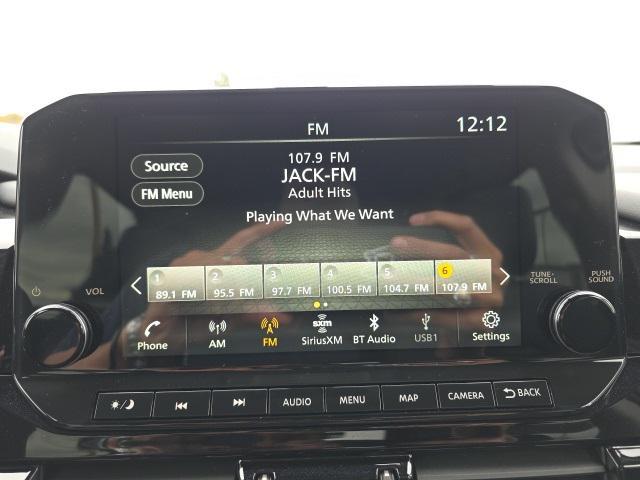 FM 12:12
Source
FM Menu
107.9 FM
JACK-FM
Adult Hits
Playing What We Want
1 2 3 4 5 6
89.1 FM 95.5 FM 97.7 FM 100.5 FM 104.7 FM 107.9 FM
VOL
TUNE·
SCROLL
PUSH
SOUND
Phone AM FM SiriusXM BT Audio USB1 Settings
sxm
AUDIO MENU MAP CAMERA BACK